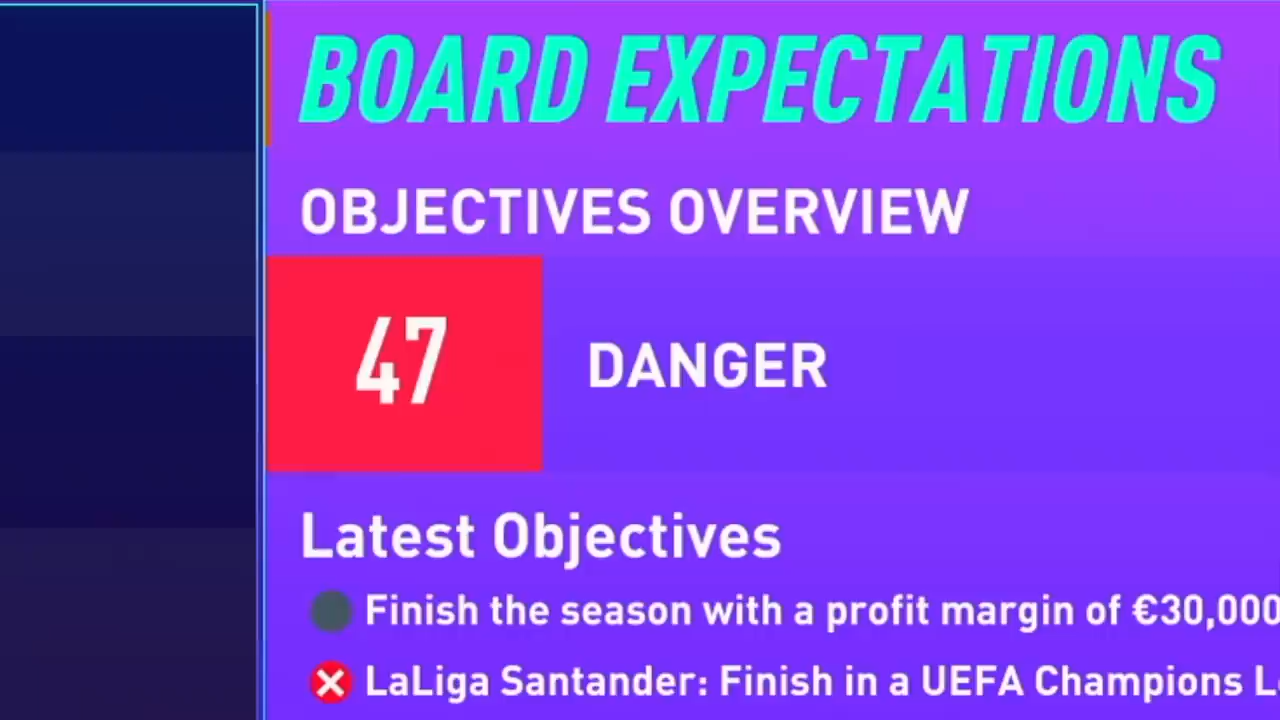 BOARD EXPECTATIONS
OBJECTIVES OVERVIEW
47
DANGER
Latest Objectives
Finish the season with a profit margin of €30,000
LaLiga Santander: Finish in a UEFA Champions